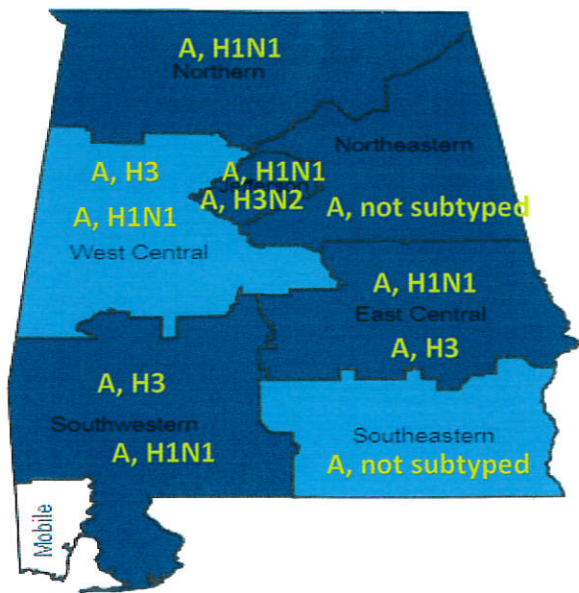 A, H1N1
Northern
Northeastern
A, H3
A, H1N1
Jefferson
A, H3N2
A, not subtyped
A, H1N1
West Central
A, H1N1
East Central
A, H3
A, H3
Southwestern
A, H1N1
Southeastern
A, not subtyped
Mobile